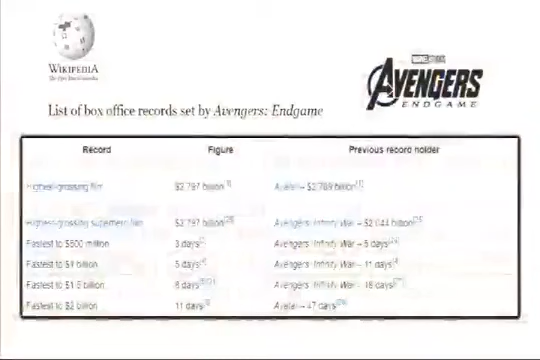 WIKIPEDIA
The Free Encyclopedia
MARVEL STUDIOS
AVENGERS
ENDGAME
List of box office records set by Avengers: Endgame
Record Figure Previous record holder
Highest-grossing film $2.797 billion Avatar – $2.789 billion
Highest-grossing superhero film $2.797 billion Avengers: Infinity War – $2.044 billion
Fastest to $500 million 3 days Avengers: Infinity War – 5 days
Fastest to $1 billion 5 days Avengers: Infinity War – 11 days
Fastest to $1.5 billion 8 days Avengers: Infinity War – 18 days
Fastest to $2 billion 11 days Avatar – 47 days